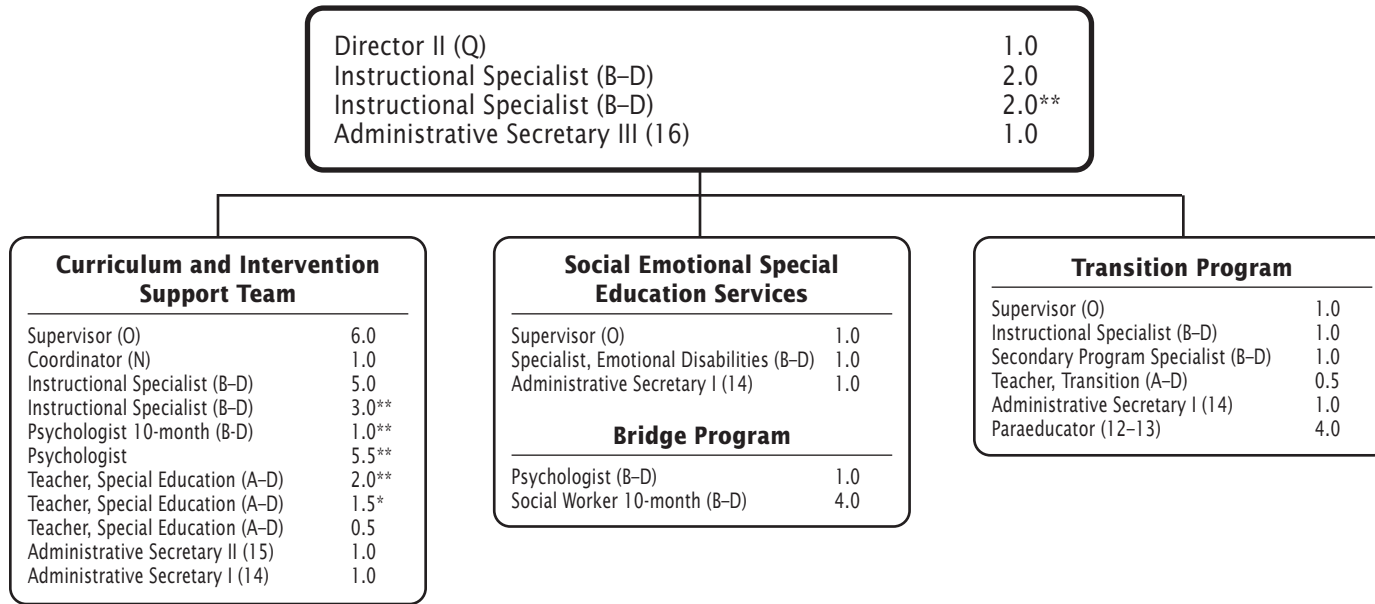 Director II (Q) 1.0
Instructional Specialist (B–D) 2.0
Instructional Specialist (B–D) 2.0**
Administrative Secretary III (16) 1.0
Curriculum and Intervention
Support Team
Supervisor (O) 6.0
Coordinator (N) 1.0
Instructional Specialist (B–D) 5.0
Instructional Specialist (B–D) 3.0**
Psychologist 10-month (B-D) 1.0**
Psychologist 5.5**
Teacher, Special Education (A–D) 2.0**
Teacher, Special Education (A–D) 1.5*
Teacher, Special Education (A–D) 0.5
Administrative Secretary II (15) 1.0
Administrative Secretary I (14) 1.0
Social Emotional Special
Education Services
Supervisor (O) 1.0
Specialist, Emotional Disabilities (B–D) 1.0
Administrative Secretary I (14) 1.0
Bridge Program
Psychologist (B–D) 1.0
Social Worker 10-month (B–D) 4.0
Transition Program
Supervisor (O) 1.0
Instructional Specialist (B–D) 1.0
Secondary Program Specialist (B–D) 1.0
Teacher, Transition (A–D) 0.5
Administrative Secretary I (14) 1.0
Paraeducator (12–13) 4.0